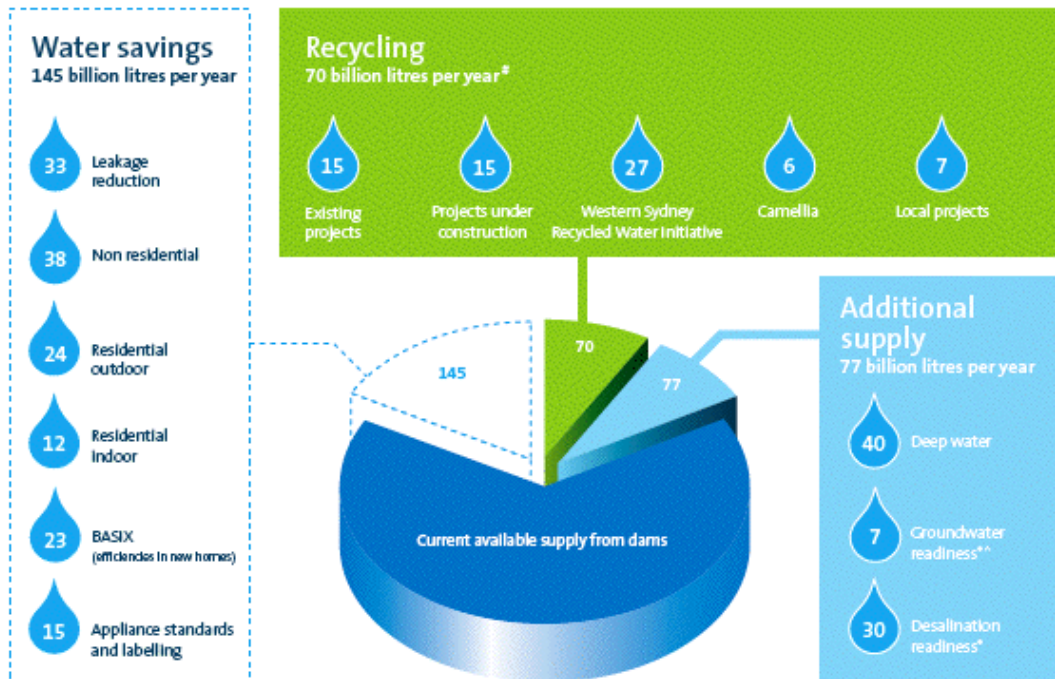 Water savings
145 billion litres per year
33
Leakage
reduction
38
Non residential
24
Residential
outdoor
12
Residential
indoor
23
BASIX
(efficiencies in new homes)
15
Appliance standards
and labelling
Recycling
70 billion litres per year#
15
Existing
projects
15
Projects under
construction
27
Western Sydney
Recycled Water Initiative
6
Camellia
7
Local projects
145
70
77
Current available supply from dams
Additional
supply
77 billion litres per year
40
Deep water
7
Groundwater
readiness*^
30
Desalination
readiness*